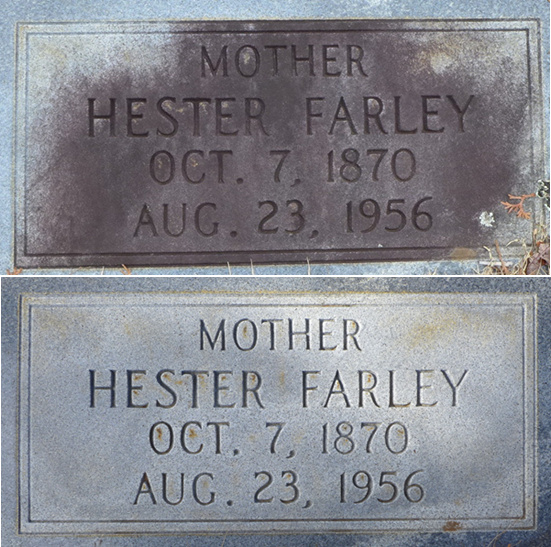 MOTHER
HESTER FARLEY
OCT. 7, 1870
AUG. 23, 1956
MOTHER
HESTER FARLEY
OCT. 7, 1870
AUG. 23, 1956